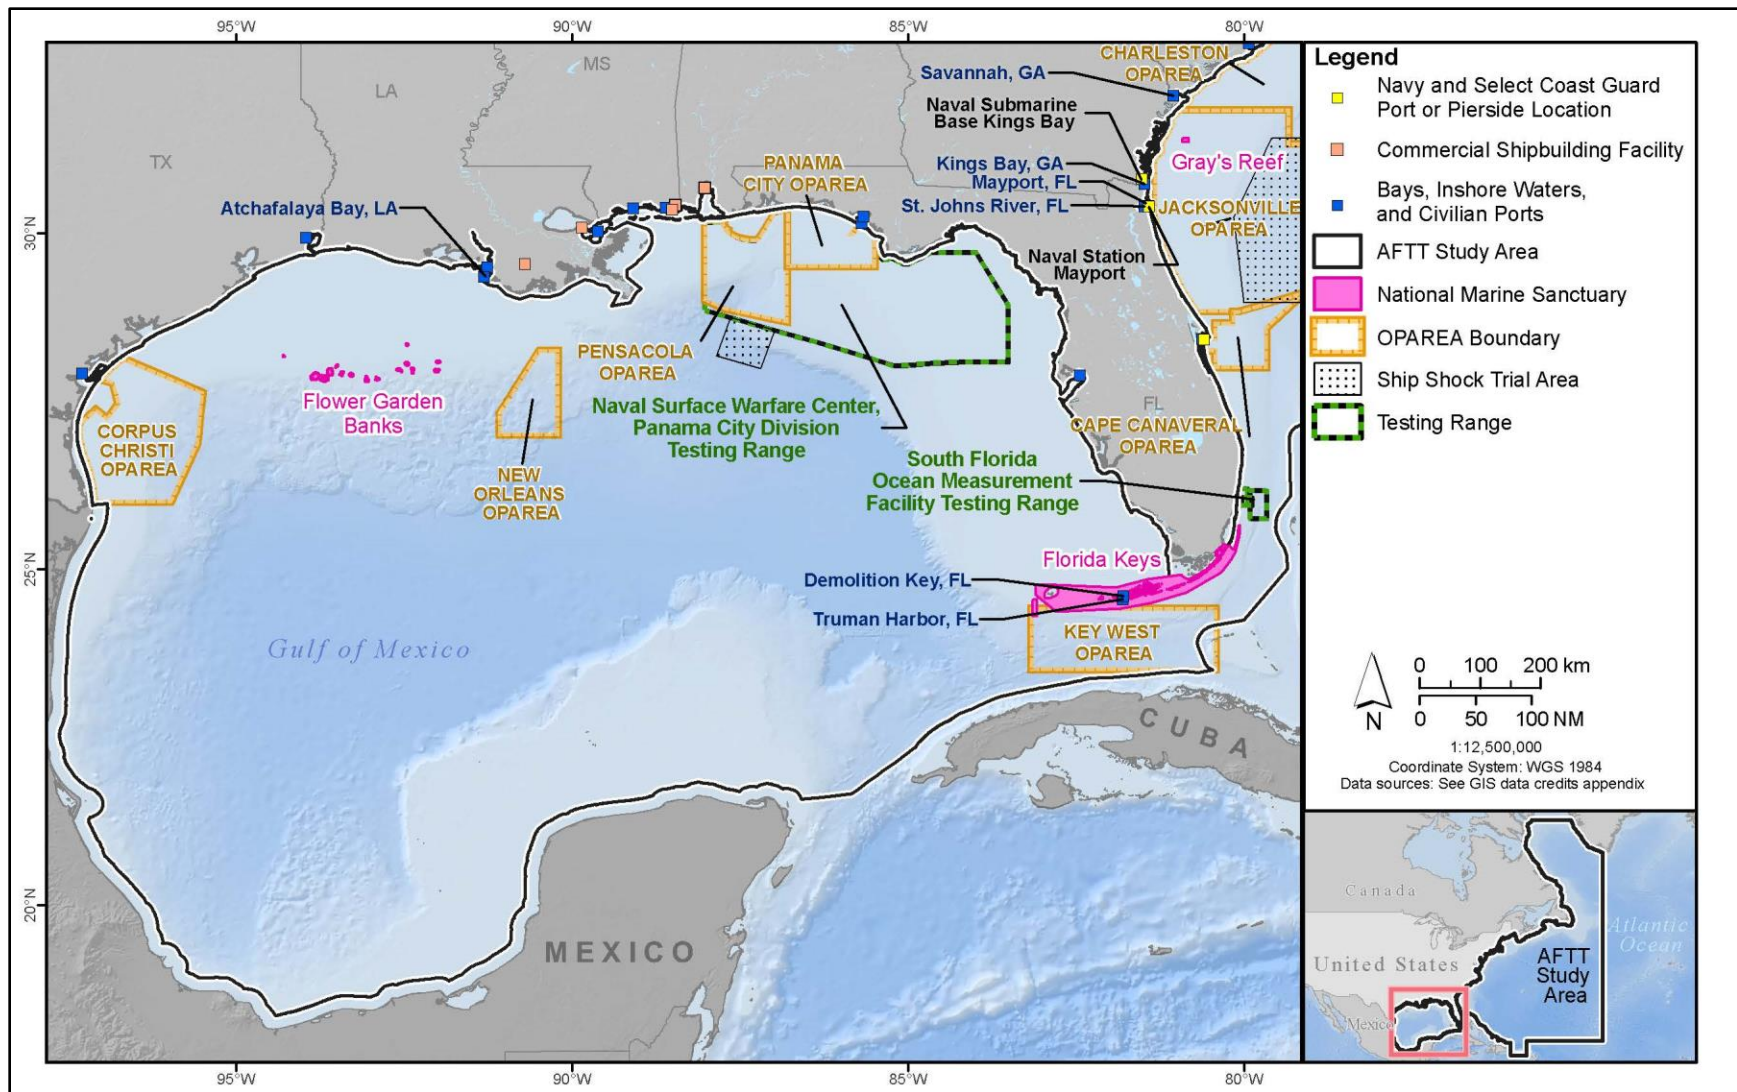 95°W
90°W
85°W
80°W
MS
LA
TX
CHARLESTON
OPAREA
Savannah, GA
Naval Submarine
Base Kings Bay
Gray's Reef
PANAMA
CITY OPAREA
Kings Bay, GA
Mayport, FL
St. Johns River, FL
JACKSONVILLE
OPAREA
Atchafalaya Bay, LA
30°N
30°N
Naval Station
Mayport
PENSACOLA
OPAREA
Flower Garden
Banks
Naval Surface Warfare Center,
Panama City Division
Testing Range
FL
CAPE CANAVERAL
OPAREA
CORPUS
CHRISTI
OPAREA
NEW
ORLEANS
OPAREA
South Florida
Ocean Measurement
Facility Testing Range
25°N
25°N
Florida Keys
Demolition Key, FL
Truman Harbor, FL
KEY WEST
OPAREA
Gulf of Mexico
CUBA
20°N
20°N
MEXICO
95°W
90°W
85°W
80°W
Legend
Navy and Select Coast Guard
Port or Pierside Location
Commercial Shipbuilding Facility
Bays, Inshore Waters,
and Civilian Ports
AFTT Study Area
National Marine Sanctuary
OPAREA Boundary
Ship Shock Trial Area
Testing Range
N
0 100 200 km
0 50 100 NM
1:12,500,000
Coordinate System: WGS 1984
Data sources: See GIS data credits appendix
Canada
United States
Mexico
Atlantic
Ocean
AFTT
Study
Area